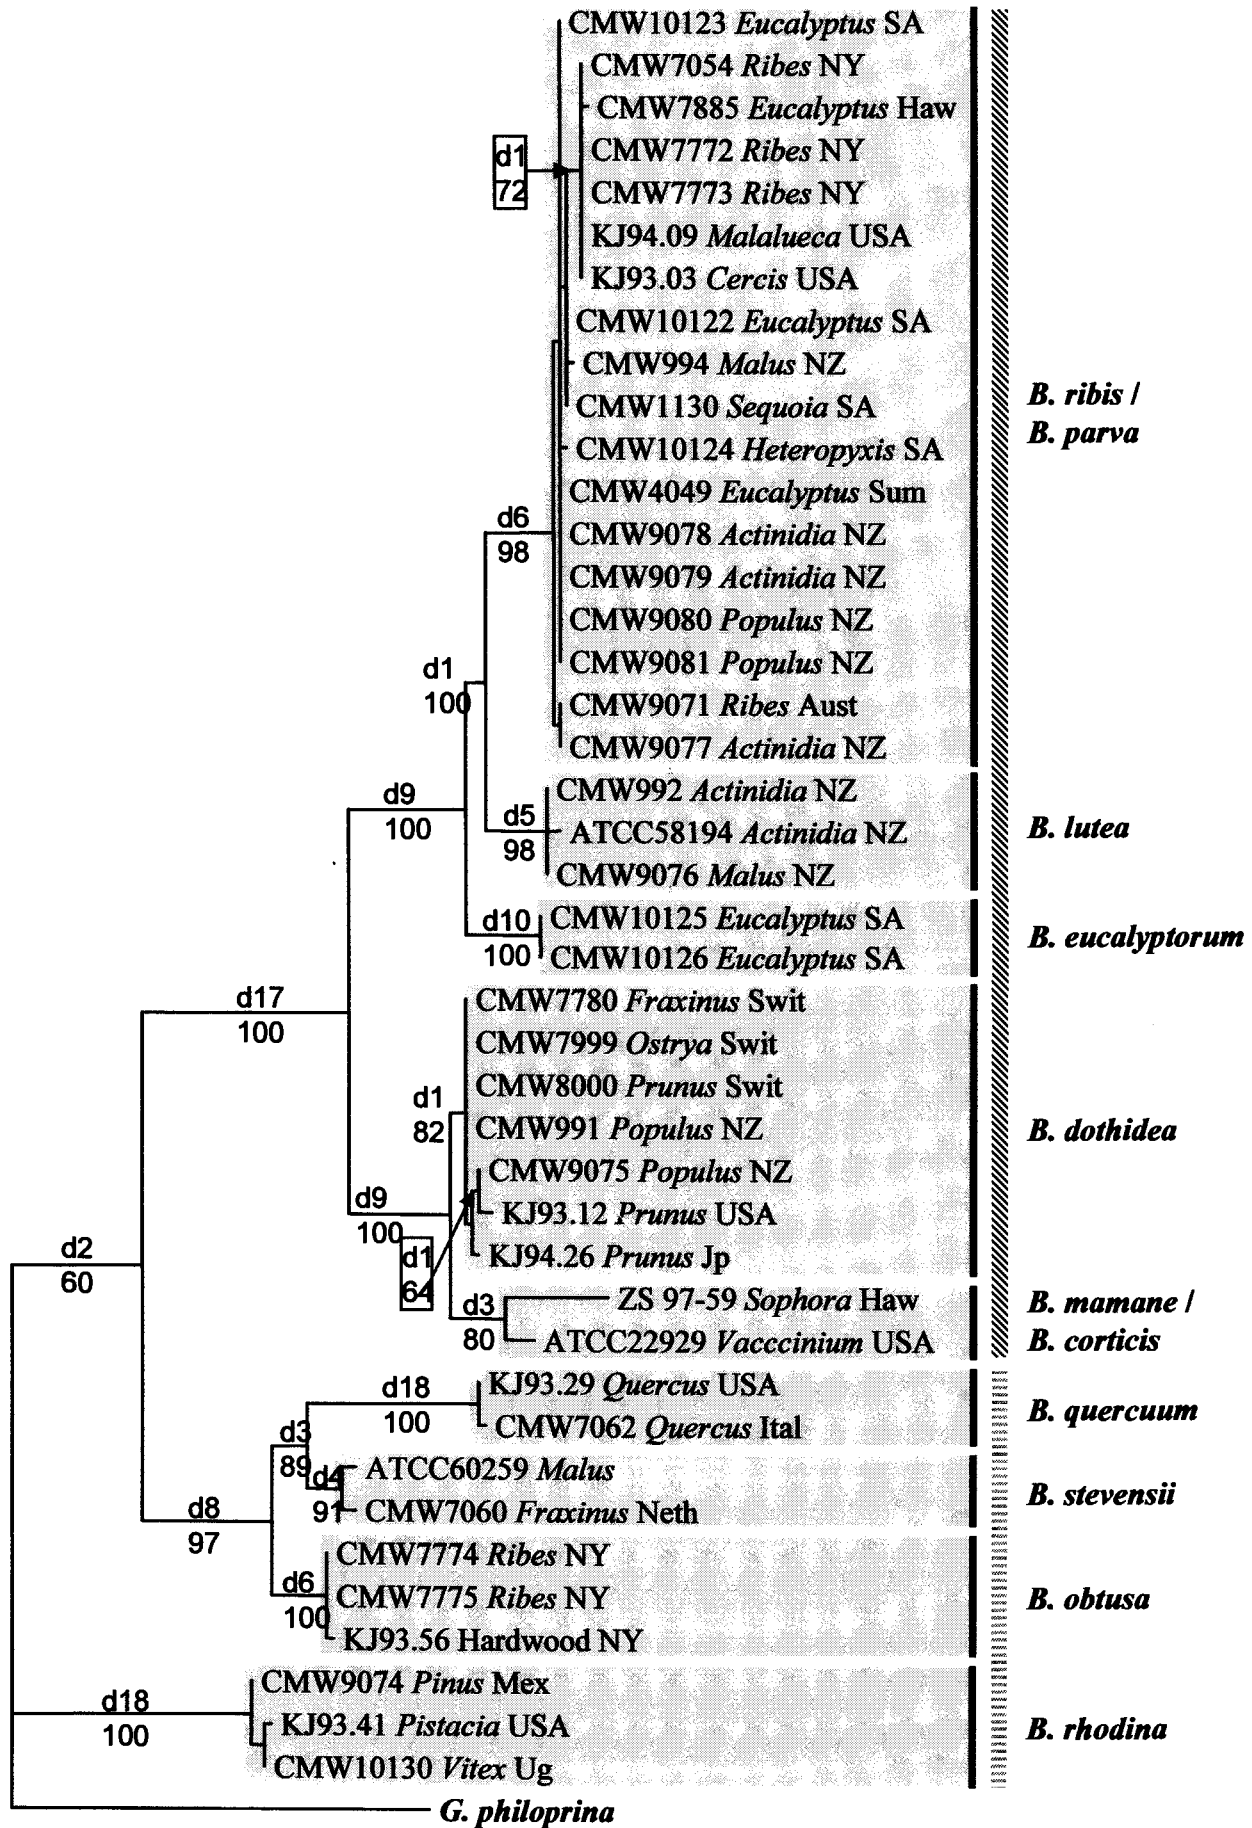 CMW10123 Eucalyptus SA
CMW7054 Ribes NY
CMW7885 Eucalyptus Haw
d1
72
CMW7772 Ribes NY
CMW7773 Ribes NY
KJ94.09 Malalueca USA
KJ93.03 Cercis USA
CMW10122 Eucalyptus SA
CMW994 Malus NZ
CMW1130 Sequoia SA
B. ribis /
B. parva
CMW10124 Heteropyxis SA
CMW4049 Eucalyptus Sum
d6
98
CMW9078 Actinidia NZ
CMW9079 Actinidia NZ
CMW9080 Populus NZ
CMW9081 Populus NZ
d1
100
CMW9071 Ribes Aust
CMW9077 Actinidia NZ
CMW992 Actinidia NZ
d9
100
d5
98
ATCC58194 Actinidia NZ
B. lutea
CMW9076 Malus NZ
CMW10125 Eucalyptus SA
d10
100
B. eucalyptorum
CMW10126 Eucalyptus SA
d17
100
CMW7780 Fraxinus Swit
CMW7999 Ostrya Swit
CMW8000 Prunus Swit
d1
82
CMW991 Populus NZ
B. dothidea
CMW9075 Populus NZ
d9
100
KJ93.12 Prunus USA
d1
64
KJ94.26 Prunus Jp
d2
60
ZS 97-59 Sophora Haw
d3
80
B. mamane /
B. corticis
ATCC22929 Vacccinium USA
KJ93.29 Quercus USA
d18
100
B. quercuum
CMW7062 Quercus Ital
d3
89
ATCC60259 Malus
d4
91
B. stevensii
CMW7060 Fraxinus Neth
d8
97
CMW7774 Ribes NY
d6
100
CMW7775 Ribes NY
B. obtusa
KJ93.56 Hardwood NY
CMW9074 Pinus Mex
d18
100
KJ93.41 Pistacia USA
B. rhodina
CMW10130 Vitex Ug
G. philoprina